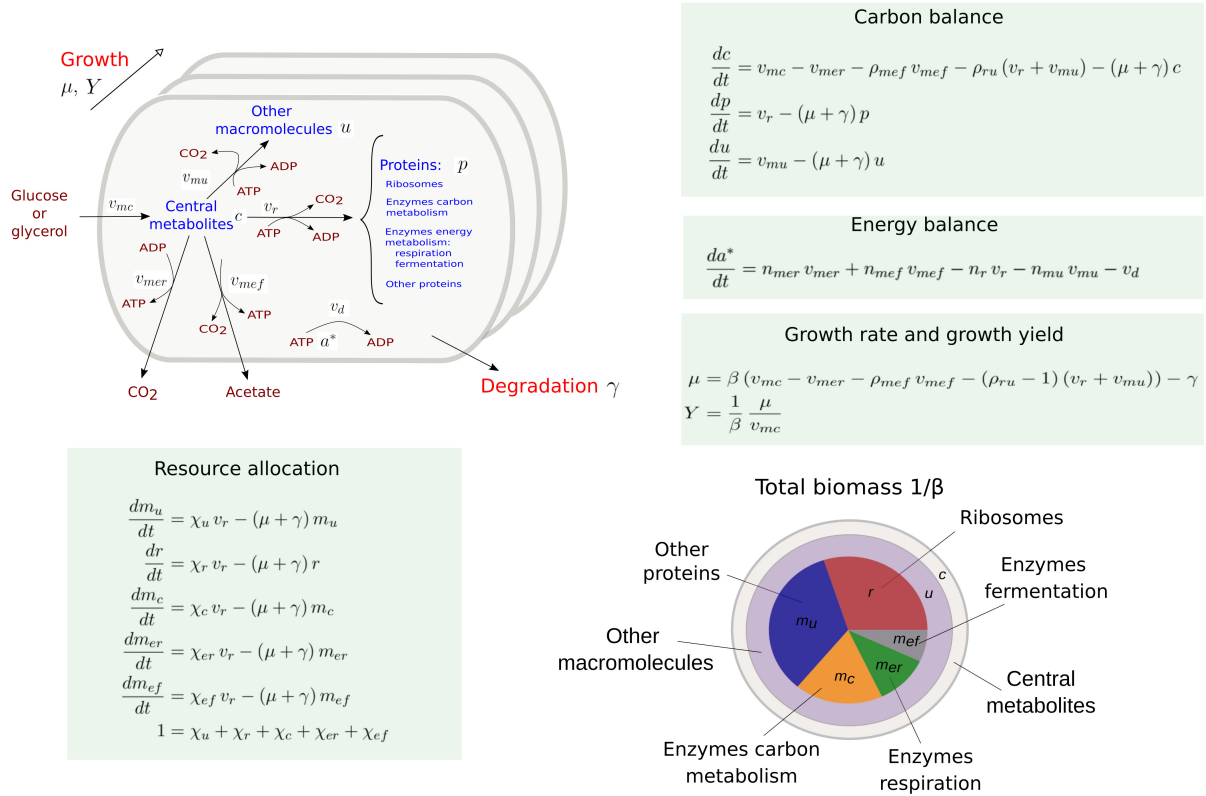 Growth
μ, Y
Other
macromolecules u
CO2
ADP
v_mu
ATP
Glucose
or
glycerol
v_mc
Central
metabolites c
v_r
CO2
ATP
ADP
Proteins: p
Ribosomes
Enzymes carbon
metabolism
Enzymes energy
metabolism:
respiration
fermentation
Other proteins
ADP
v_mer
ATP
v_mef
CO2
ATP
v_d
ATP a*
ADP
CO2
Acetate
Degradation γ
Carbon balance
dc/dt = v_mc − v_mer − ρ_mef v_mef − ρ_ru (v_r + v_mu) − (μ + γ) c
dp/dt = v_r − (μ + γ) p
du/dt = v_mu − (μ + γ) u
Energy balance
da*/dt = n_mer v_mer + n_mef v_mef − n_r v_r − n_mu v_mu − v_d
Growth rate and growth yield
μ = β (v_mc − v_mer − ρ_mef v_mef − (ρ_ru − 1) (v_r + v_mu)) − γ
Y = 1/β μ/v_mc
Resource allocation
dm_u/dt = χ_u v_r − (μ + γ) m_u
dr/dt = χ_r v_r − (μ + γ) r
dm_c/dt = χ_c v_r − (μ + γ) m_c
dm_er/dt = χ_er v_r − (μ + γ) m_er
dm_ef/dt = χ_ef v_r − (μ + γ) m_ef
1 = χ_u + χ_r + χ_c + χ_er + χ_ef
Total biomass 1/β
Ribosomes
Other
proteins
Enzymes
fermentation
c
u
r
m_u
m_ef
m_er
m_c
Other
macromolecules
Central
metabolites
Enzymes carbon
metabolism
Enzymes
respiration